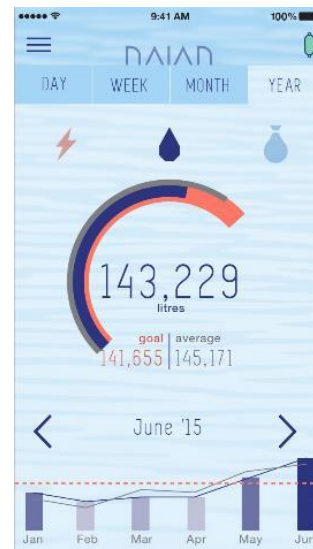 9:41 AM 100%
NAIAN
DAY WEEK MONTH YEAR
143,229
litres
goal average
141,655 145,171
June '15
Jan Feb Mar Apr May Jun